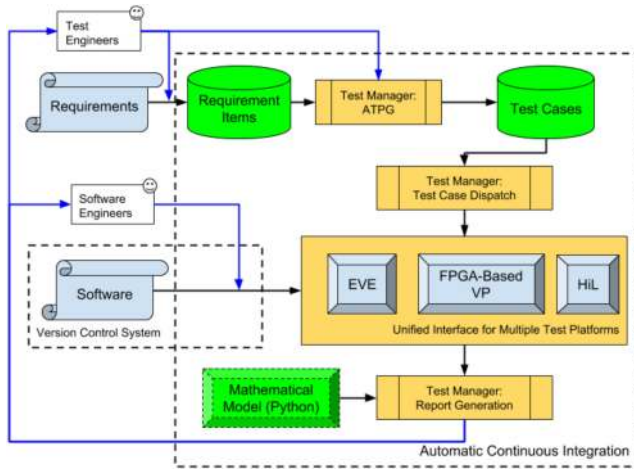 Test
Engineers
Requirements
Requirement
Items
Test Manager:
ATPG
Test Cases
Test Manager:
Test Case Dispatch
Software
Engineers
Software
Version Control System
EVE
FPGA-Based
VP
HiL
Unified Interface for Multiple Test Platforms
Mathematical
Model (Python)
Test Manager:
Report Generation
Automatic Continuous Integration